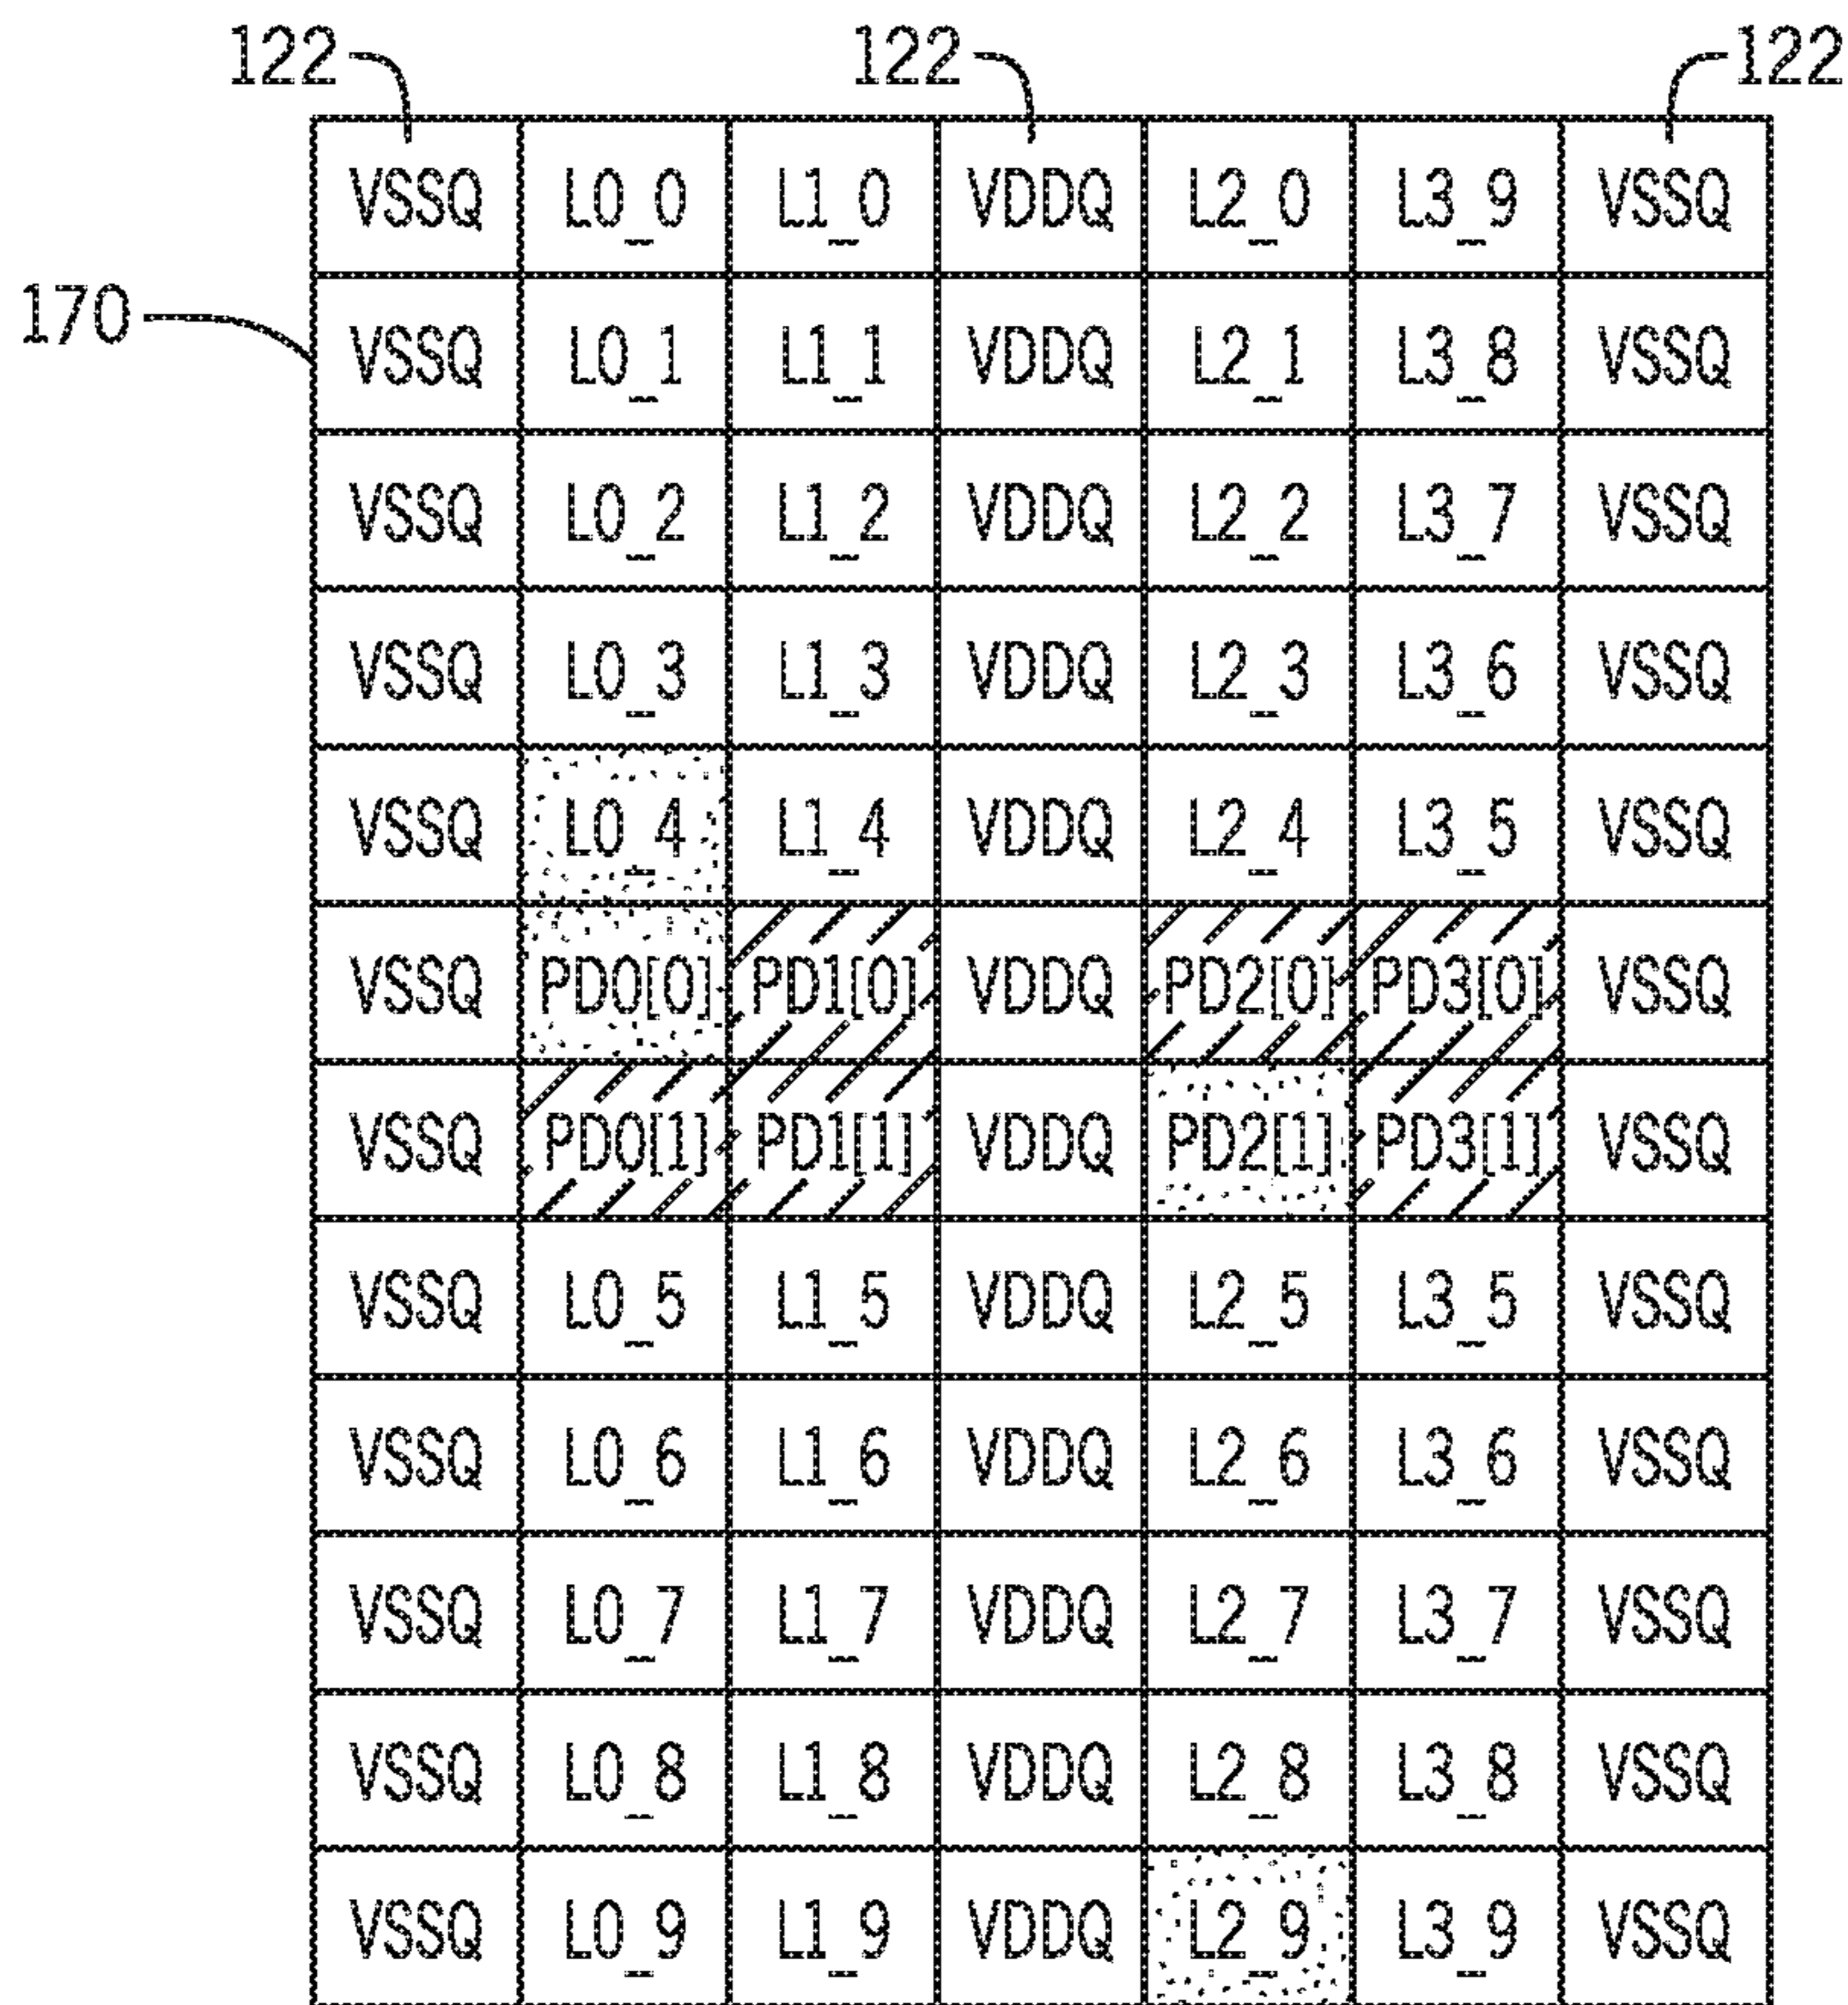 122 122 122
VSSQ L0_0 L1_0 VDDQ L2_0 L3_9 VSSQ
170
VSSQ L0_1 L1_1 VDDQ L2_1 L3_8 VSSQ
VSSQ L0_2 L1_2 VDDQ L2_2 L3_7 VSSQ
VSSQ L0_3 L1_3 VDDQ L2_3 L3_6 VSSQ
VSSQ L0_4 L1_4 VDDQ L2_4 L3_5 VSSQ
VSSQ PD0[0] PD1[0] VDDQ PD2[0] PD3[0] VSSQ
VSSQ PD0[1] PD1[1] VDDQ PD2[1] PD3[1] VSSQ
VSSQ L0_5 L1_5 VDDQ L2_5 L3_5 VSSQ
VSSQ L0_6 L1_6 VDDQ L2_6 L3_6 VSSQ
VSSQ L0_7 L1_7 VDDQ L2_7 L3_7 VSSQ
VSSQ L0_8 L1_8 VDDQ L2_8 L3_8 VSSQ
VSSQ L0_9 L1_9 VDDQ L2_9 L3_9 VSSQ